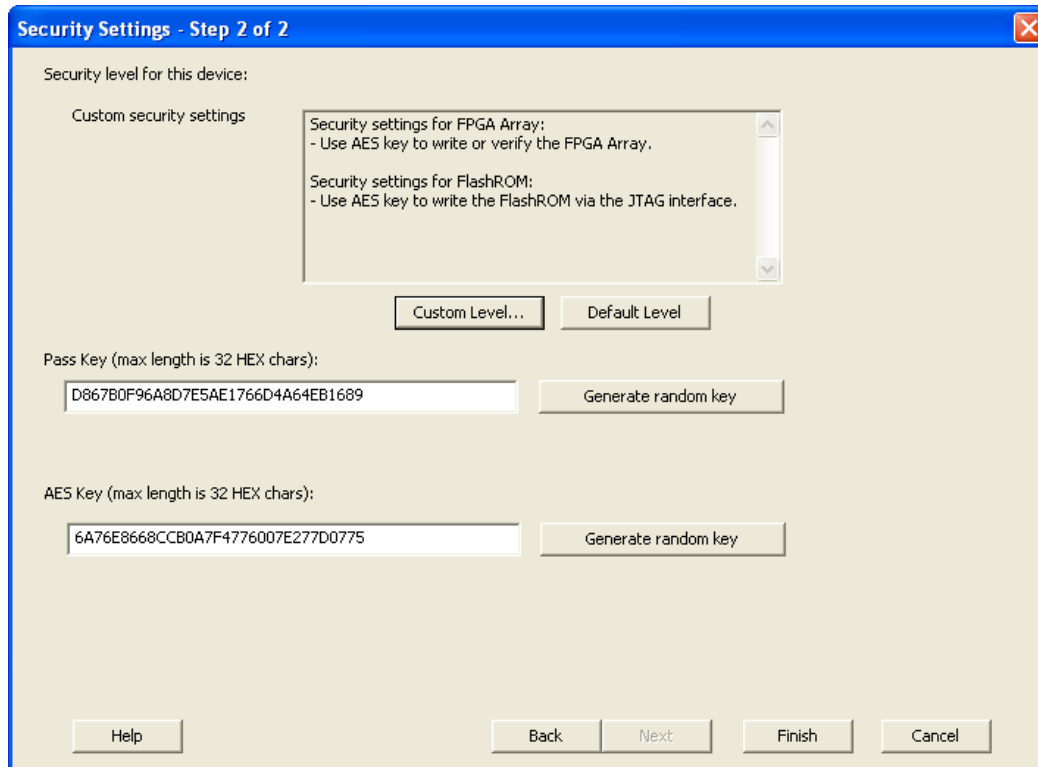 Security Settings - Step 2 of 2
Security level for this device:
Custom security settings
Security settings for FPGA Array:
- Use AES key to write or verify the FPGA Array.
Security settings for FlashROM:
- Use AES key to write the FlashROM via the JTAG interface.
Custom Level...
Default Level
Pass Key (max length is 32 HEX chars):
D867B0F96A8D7E5AE1766D4A64EB1689
Generate random key
AES Key (max length is 32 HEX chars):
6A76E8668CCB0A7F4776007E277D0775
Generate random key
Help
Back
Next
Finish
Cancel